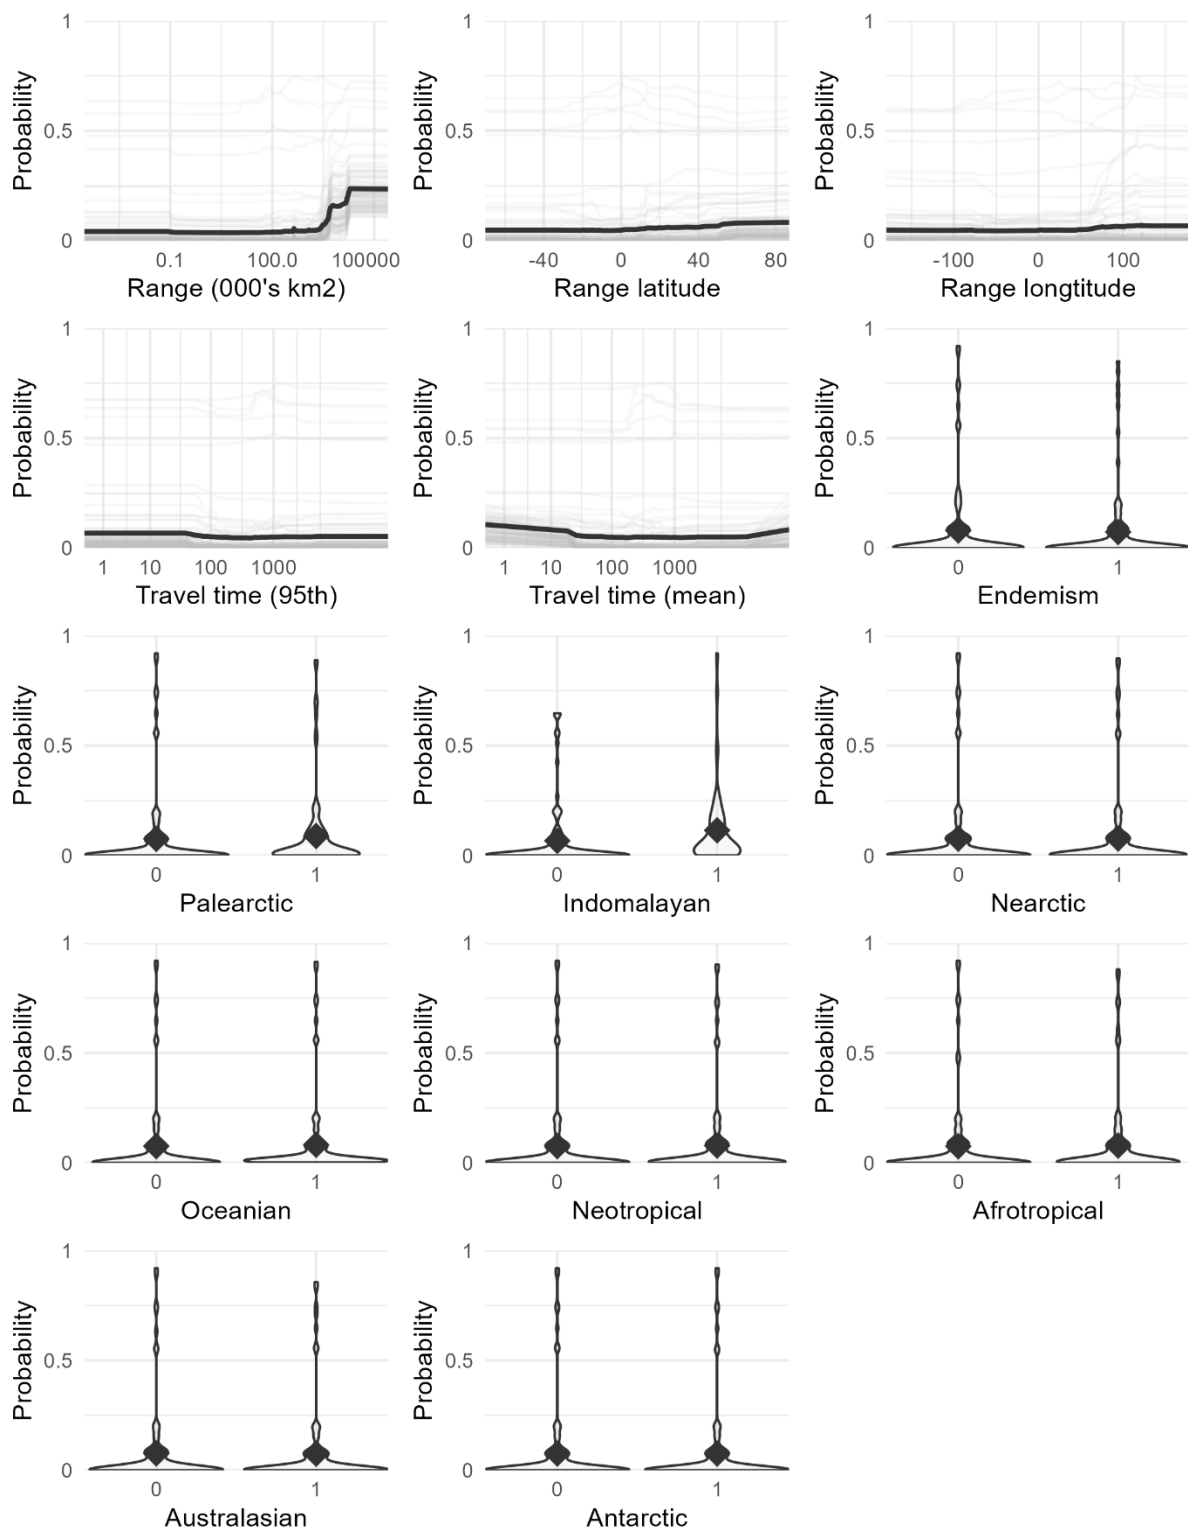 1 1 1
Probability Probability Probability
0.5 0.5 0.5
0 0 0
0.1 100.0 100000 -40 0 40 80 -100 0 100
Range (000's km2) Range latitude Range longtitude
1 1 1
Probability Probability Probability
0.5 0.5 0.5
0 0 0
1 10 100 1000 1 10 100 1000 0 1
Travel time (95th) Travel time (mean) Endemism
1 1 1
Probability Probability Probability
0.5 0.5 0.5
0 0 0
0 1 0 1 0 1
Palearctic Indomalayan Nearctic
1 1 1
Probability Probability Probability
0.5 0.5 0.5
0 0 0
0 1 0 1 0 1
Oceanian Neotropical Afrotropical
1 1
Probability Probability
0.5 0.5
0 0
0 1 0 1
Australasian Antarctic